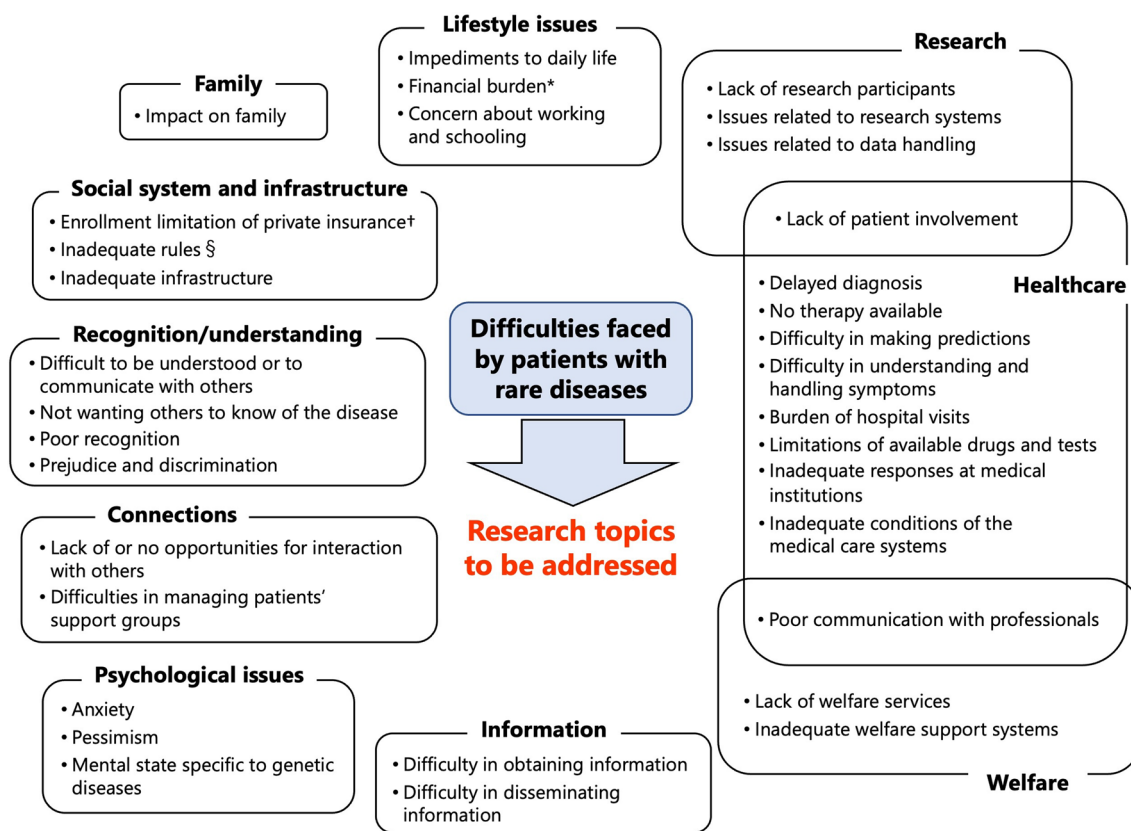 Lifestyle issues
• Impediments to daily life
• Financial burden*
• Concern about working
and schooling
Family
• Impact on family
Social system and infrastructure
• Enrollment limitation of private insurance†
• Inadequate rules §
• Inadequate infrastructure
Recognition/understanding
• Difficult to be understood or to
communicate with others
• Not wanting others to know of the disease
• Poor recognition
• Prejudice and discrimination
Connections
• Lack of or no opportunities for interaction
with others
• Difficulties in managing patients’
support groups
Psychological issues
• Anxiety
• Pessimism
• Mental state specific to genetic
diseases
Difficulties faced
by patients with
rare diseases
Research topics
to be addressed
Information
• Difficulty in obtaining information
• Difficulty in disseminating
information
Research
• Lack of research participants
• Issues related to research systems
• Issues related to data handling
• Lack of patient involvement
Healthcare
• Delayed diagnosis
• No therapy available
• Difficulty in making predictions
• Difficulty in understanding and
handling symptoms
• Burden of hospital visits
• Limitations of available drugs and tests
• Inadequate responses at medical
institutions
• Inadequate conditions of the
medical care systems
• Poor communication with professionals
• Lack of welfare services
• Inadequate welfare support systems
Welfare